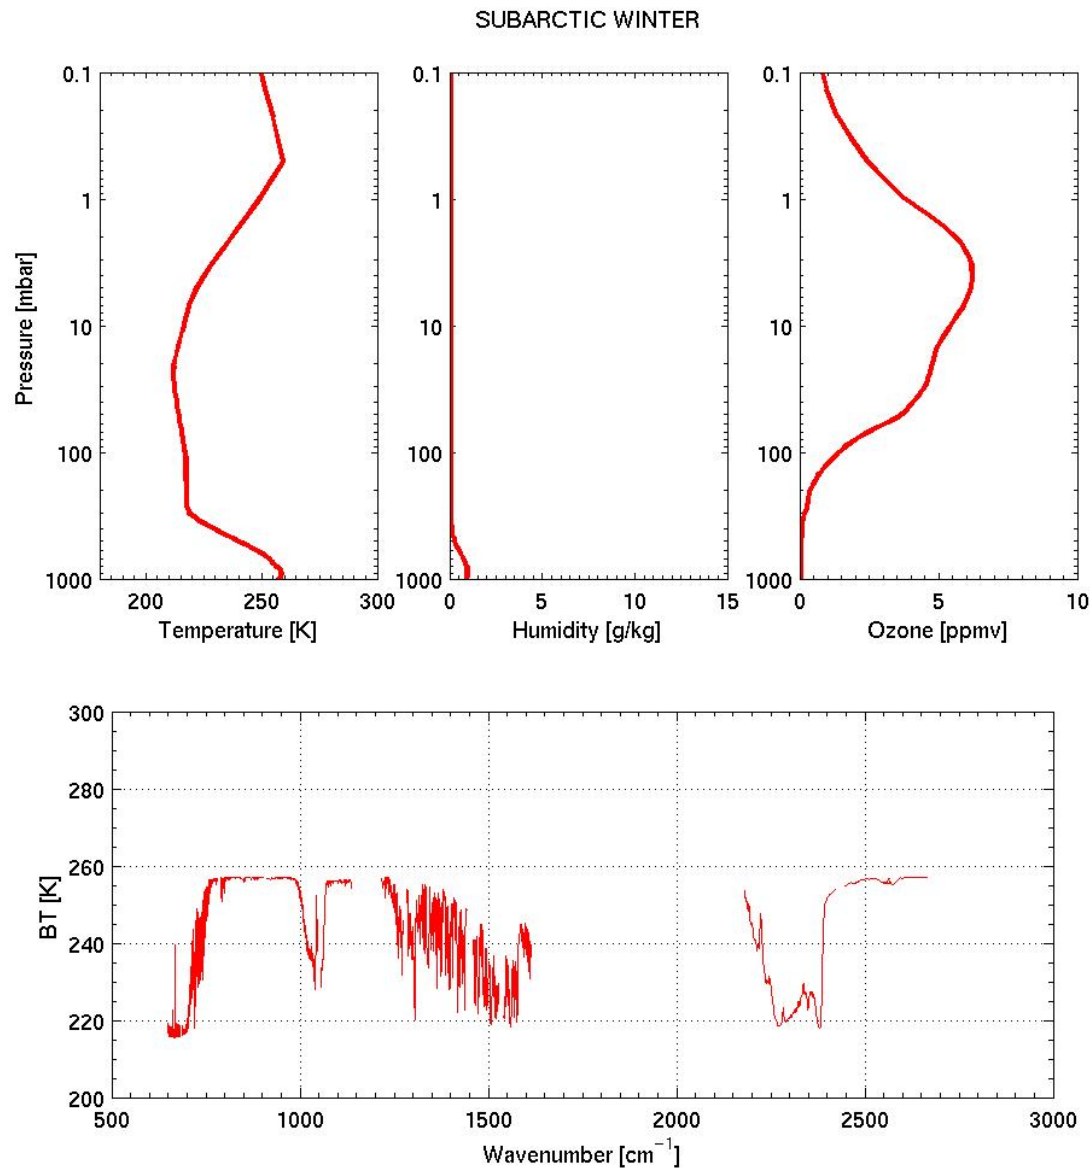 SUBARCTIC WINTER
0.1
1
10
100
1000
Pressure [mbar]
200 250 300
Temperature [K]
0.1
1
10
100
1000
0 5 10 15
Humidity [g/kg]
0.1
1
10
100
1000
0 5 10
Ozone [ppmv]
300
280
260
240
220
200
BT [K]
500 1000 1500 2000 2500 3000
Wavenumber [cm⁻¹]